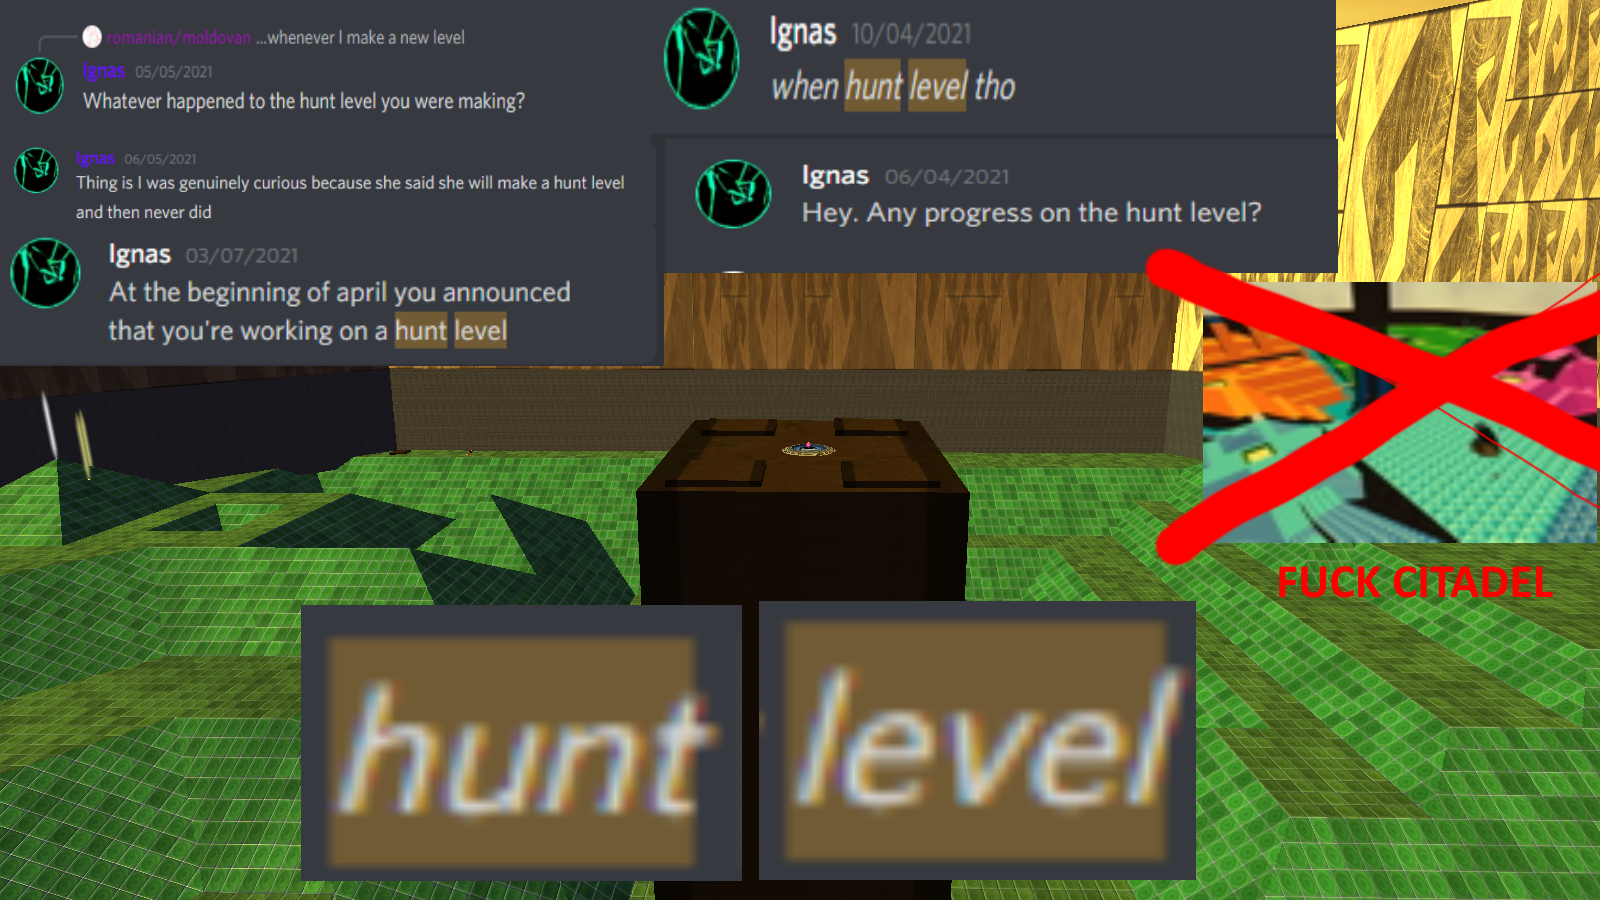 romanian/moldovan ...whenever I make a new level
Ignas 05/05/2021
Whatever happened to the hunt level you were making?
Ignas 06/05/2021
Thing is I was genuinely curious because she said she will make a hunt level
and then never did
Ignas 03/07/2021
At the beginning of april you announced
that you're working on a hunt level
Ignas 10/04/2021
when hunt level tho
Ignas 06/04/2021
Hey. Any progress on the hunt level?
FUCK CITADEL
hunt level